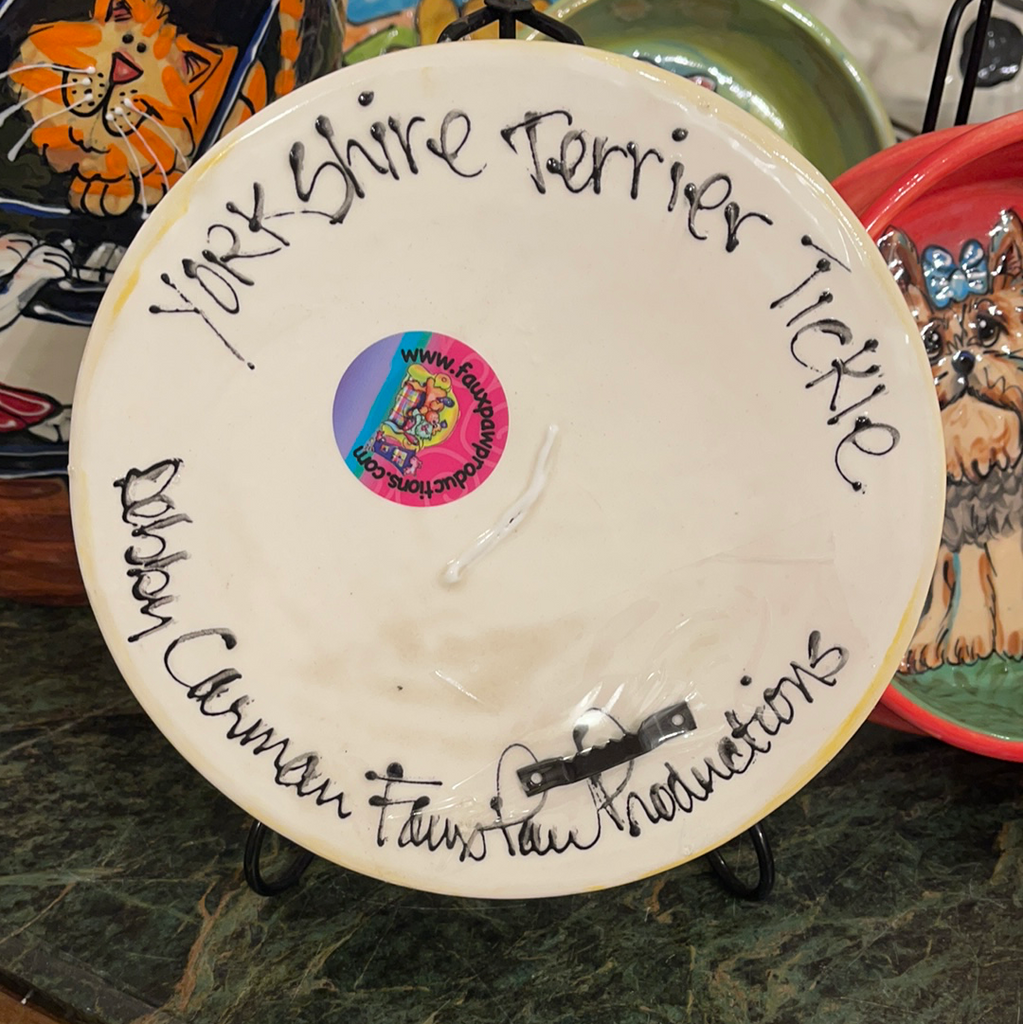 Yorkshire Terrier Tickle
www.fauxpawproductions.com
Debby Carman Faux Paw Productions